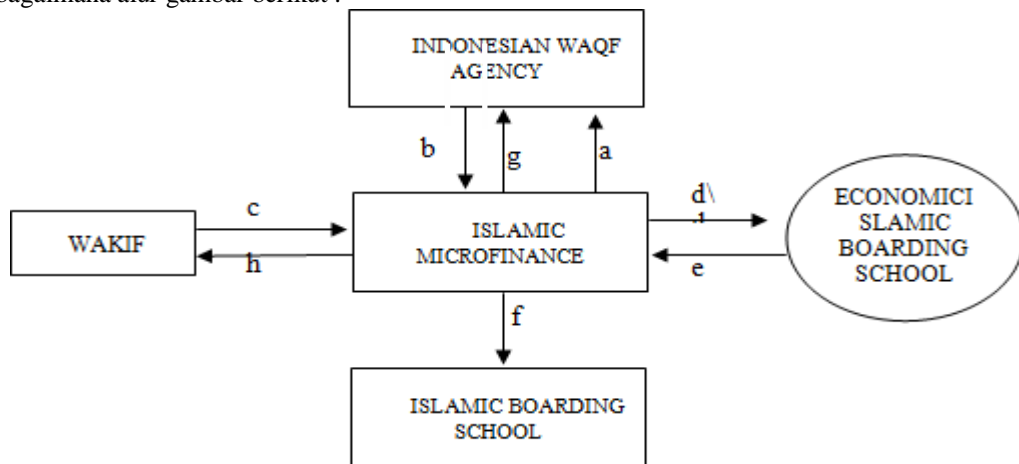 bagaimana alur gambar berikut :
INDONESIAN WAQF
AGENCY
b
g
a
c
d\
WAKIF
ISLAMIC
MICROFINANCE
ECONOMICI
SLAMIC
BOARDING
SCHOOL
h
e
f
ISLAMIC BOARDING
SCHOOL